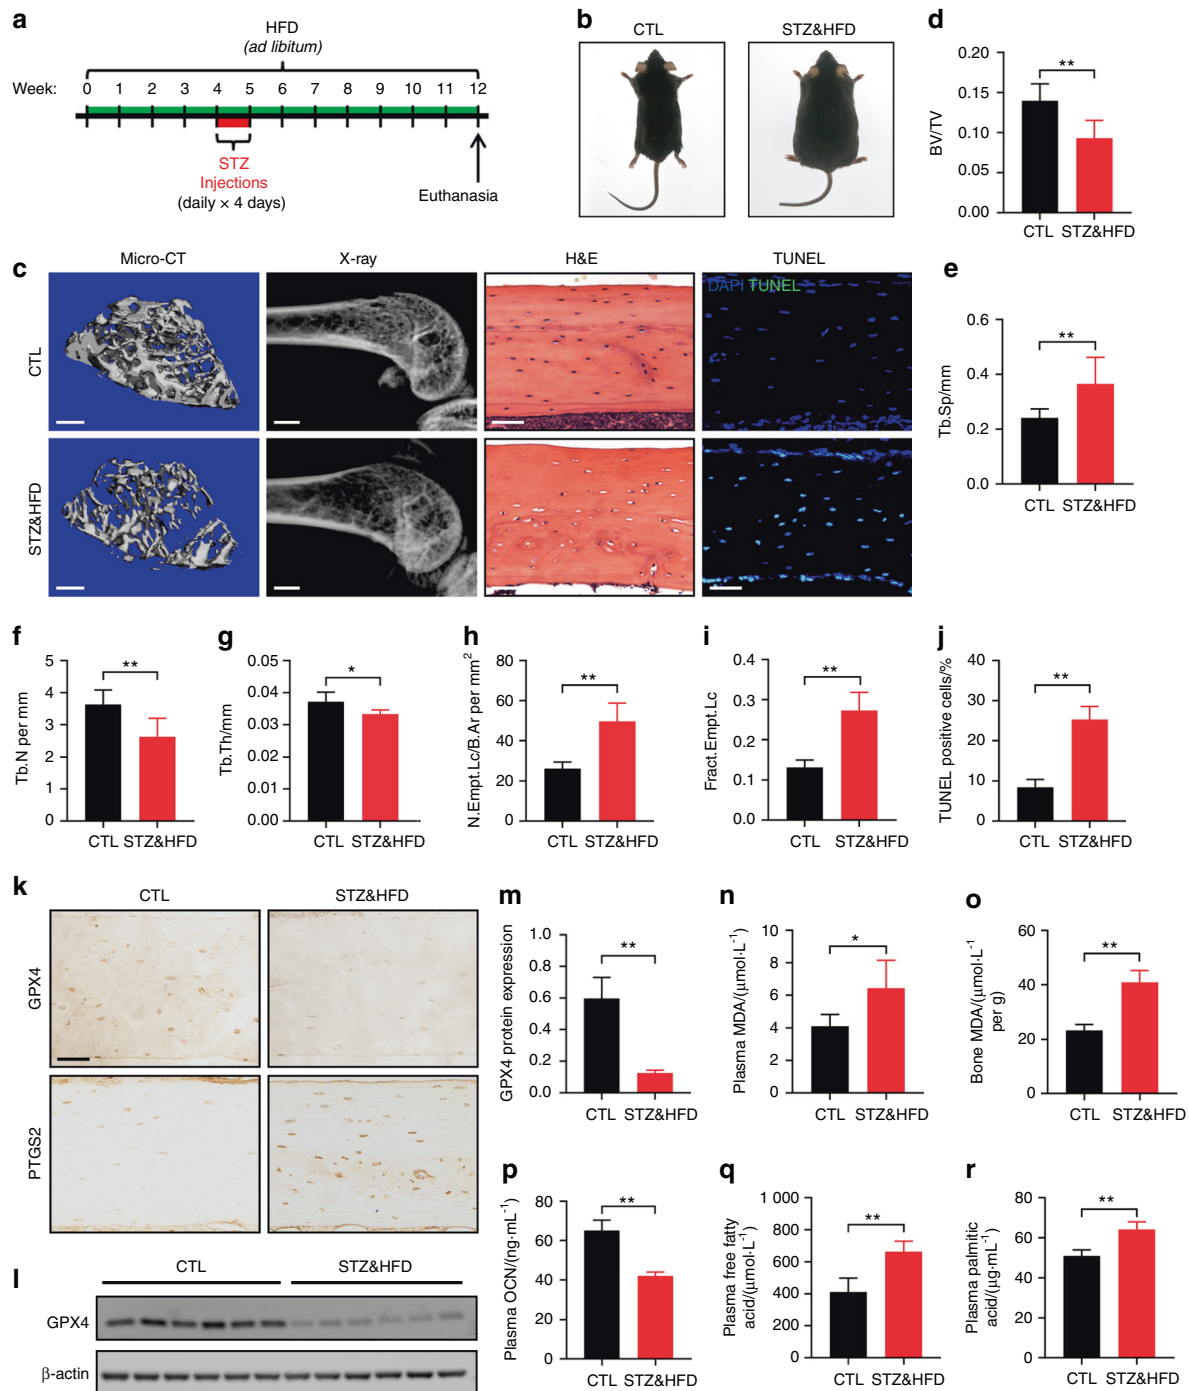 a
HFD
(ad libitum)
Week: 0 1 2 3 4 5 6 7 8 9 10 11 12
STZ
Injections
(daily × 4 days)
Euthanasia
b
CTL STZ&HFD
d
BV/TV
0.20
0.15
0.10
0.05
0.00
**
CTL STZ&HFD
c
Micro-CT X-ray H&E TUNEL
CTL
STZ&HFD
DAPI TUNEL
e
Tb.Sp/mm
0.6
0.4
0.2
0.0
**
CTL STZ&HFD
f
Tb.N per mm
5
4
3
2
1
0
**
CTL STZ&HFD
g
Tb.Th/mm
0.05
0.04
0.03
0.02
0.01
0.00
*
CTL STZ&HFD
h
N.Empt.Lc/B.Ar per mm²
80
60
40
20
0
**
CTL STZ&HFD
i
Fract.Empt.Lc
0.4
0.3
0.2
0.1
0.0
**
CTL STZ&HFD
j
TUNEL positive cells/%
40
30
20
10
0
**
CTL STZ&HFD
k
CTL STZ&HFD
GPX4
PTGS2
l
CTL STZ&HFD
GPX4
β-actin
m
GPX4 protein expression
1.0
0.8
0.6
0.4
0.2
0.0
**
CTL STZ&HFD
n
Plasma MDA/(μmol·L⁻¹)
10
8
6
4
2
0
*
CTL STZ&HFD
o
Bone MDA/(μmol·L⁻¹
per g)
60
40
20
0
**
CTL STZ&HFD
p
Plasma OCN/(ng·mL⁻¹)
80
60
40
20
0
**
CTL STZ&HFD
q
Plasma free fatty
acid/(μmol·L⁻¹)
1 000
800
600
400
200
0
**
CTL STZ&HFD
r
Plasma palmitic
acid/(μg·mL⁻¹)
80
60
40
20
0
**
CTL STZ&HFD